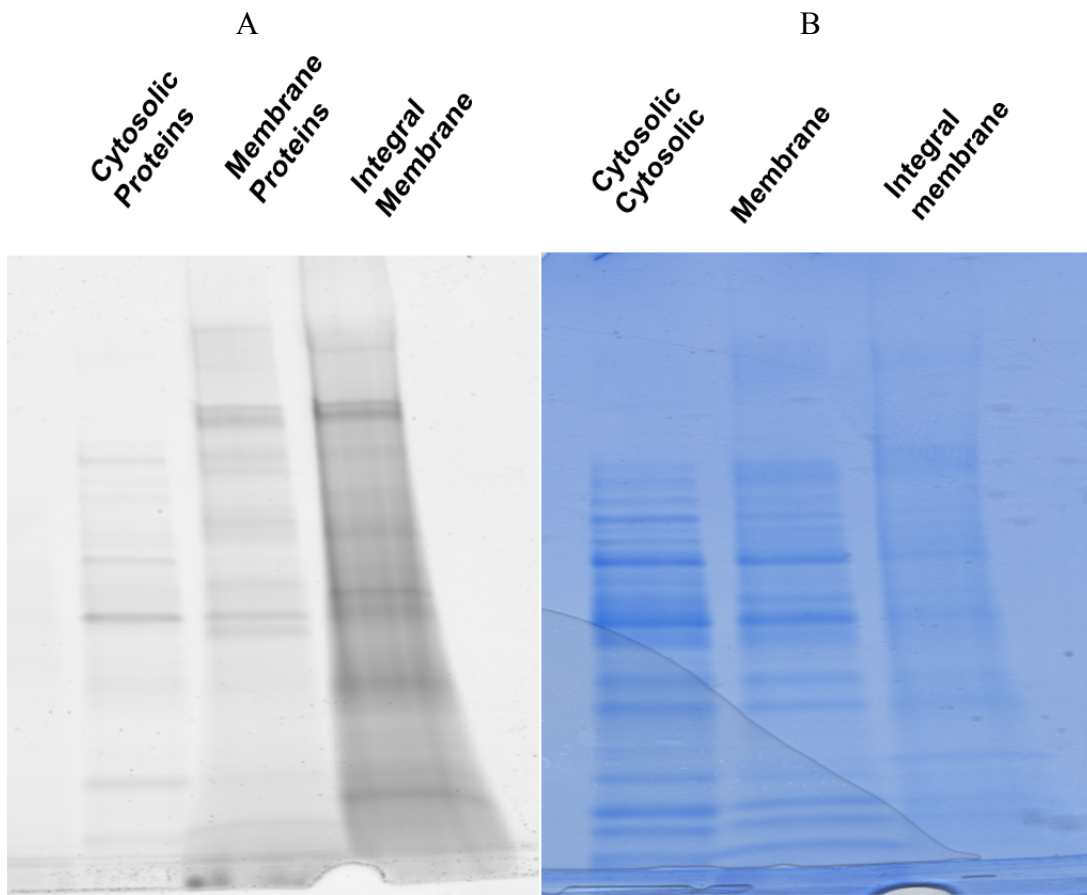 A
Cytosolic
Proteins
Membrane
Proteins
Integral
Membrane
B
Cytosolic
Cytosolic
Membrane
Integral
membrane